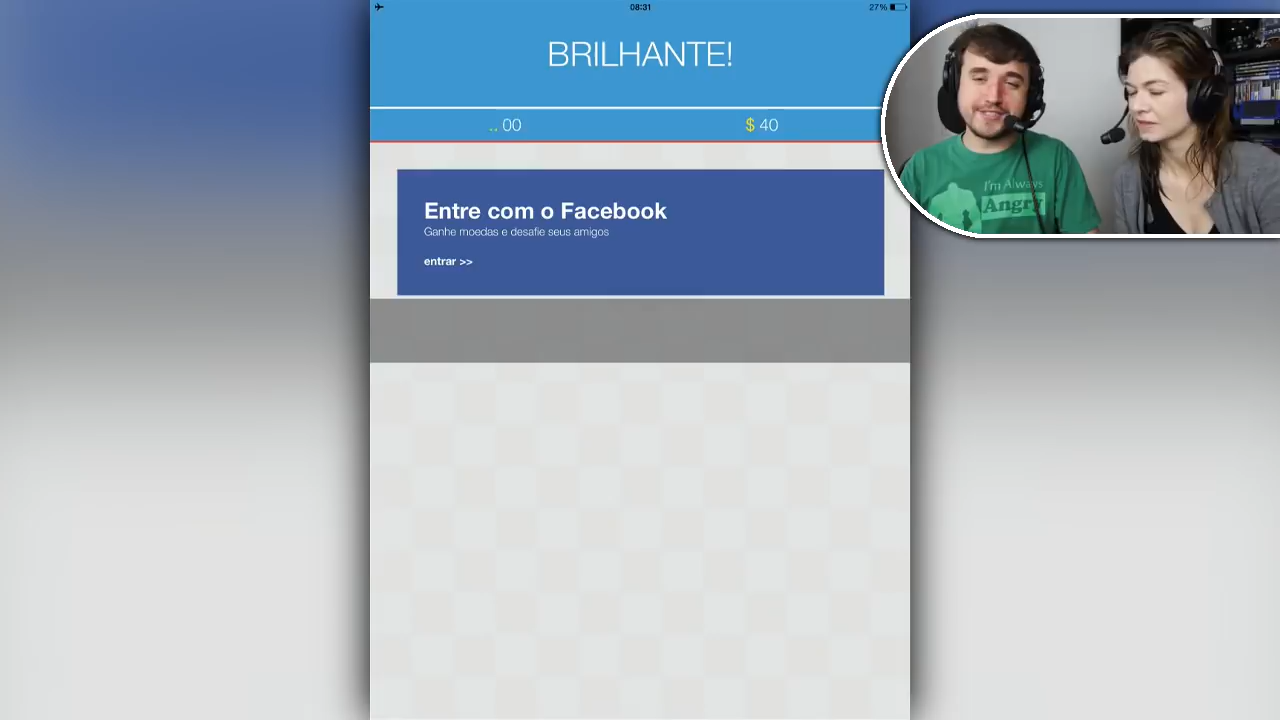 08:31
27%
BRILHANTE!
.. 00
$ 40
Entre com o Facebook
Ganhe moedas e desafie seus amigos
entrar >>
I'm Always
Angry